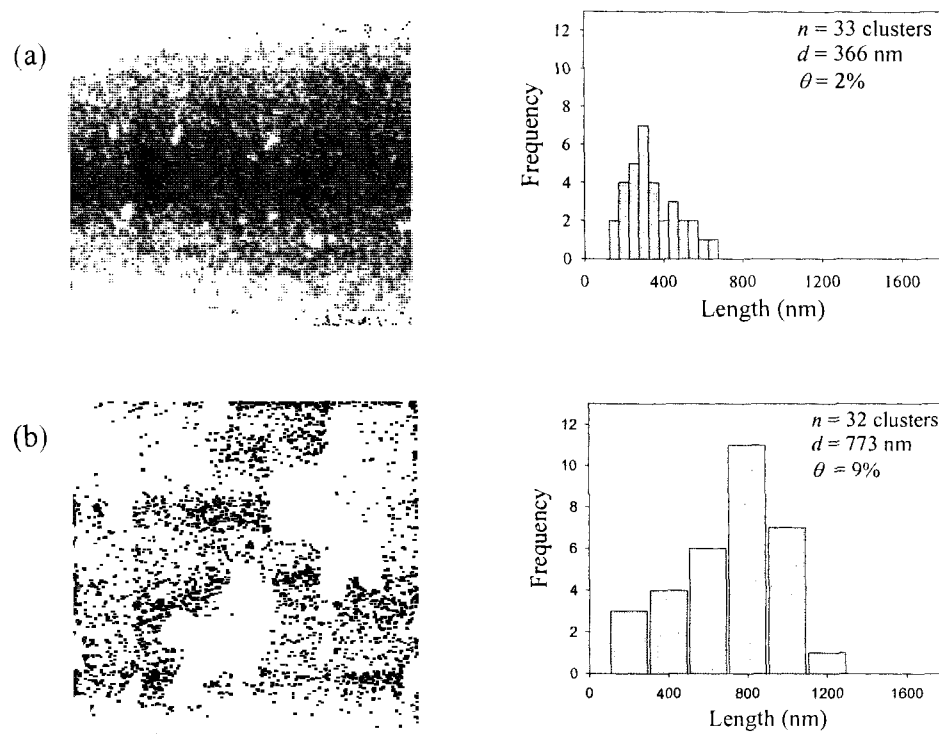 (a)
n = 33 clusters
d = 366 nm
θ = 2%
Frequency
12
10
8
6
4
2
0
0 400 800 1200 1600
Length (nm)
(b)
n = 32 clusters
d = 773 nm
θ = 9%
Frequency
12
10
8
6
4
2
0
0 400 800 1200 1600
Length (nm)